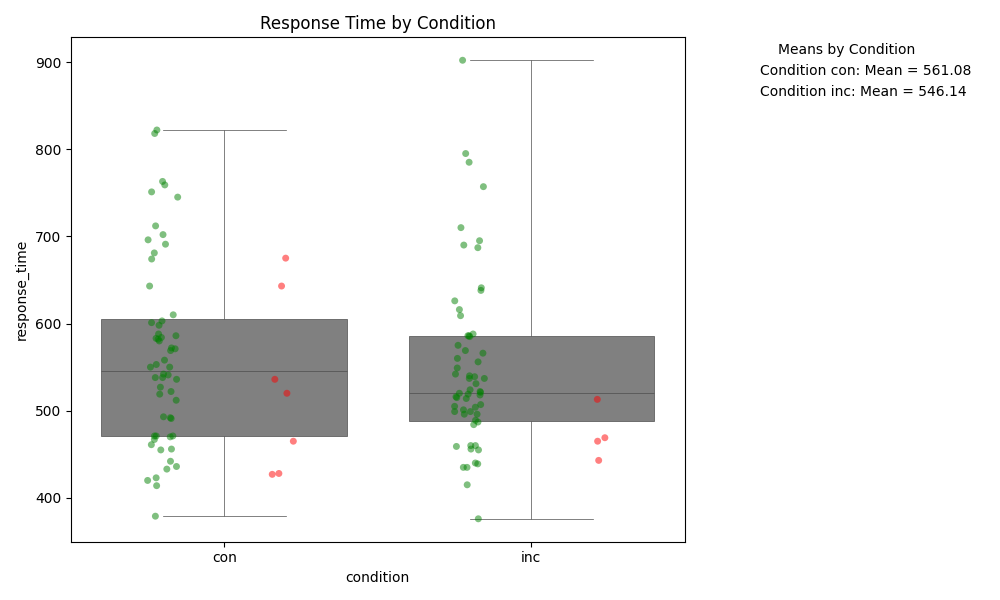 Response Time by Condition
Means by Condition
Condition con: Mean = 561.08
Condition inc: Mean = 546.14
900
800
700
600
500
400
response_time
con
inc
condition